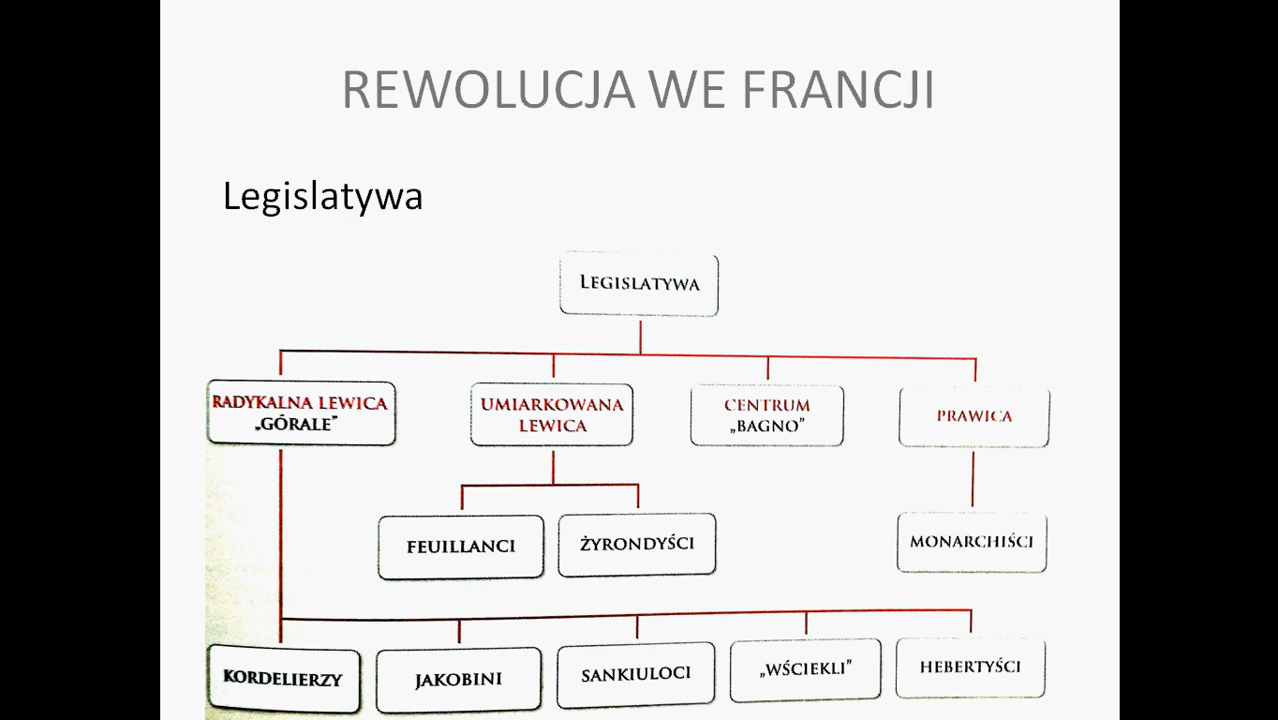 REWOLUCJA WE FRANCJI
Legislatywa
LEGISLATYWA
RADYKALNA LEWICA
„GÓRALE”
UMIARKOWANA
LEWICA
CENTRUM
„BAGNO”
PRAWICA
FEUILLANCI
ŻYRONDYŚCI
MONARCHIŚCI
KORDELIERZY
JAKOBINI
SANKIULOCI
„WŚCIEKLI”
HEBERTYŚCI